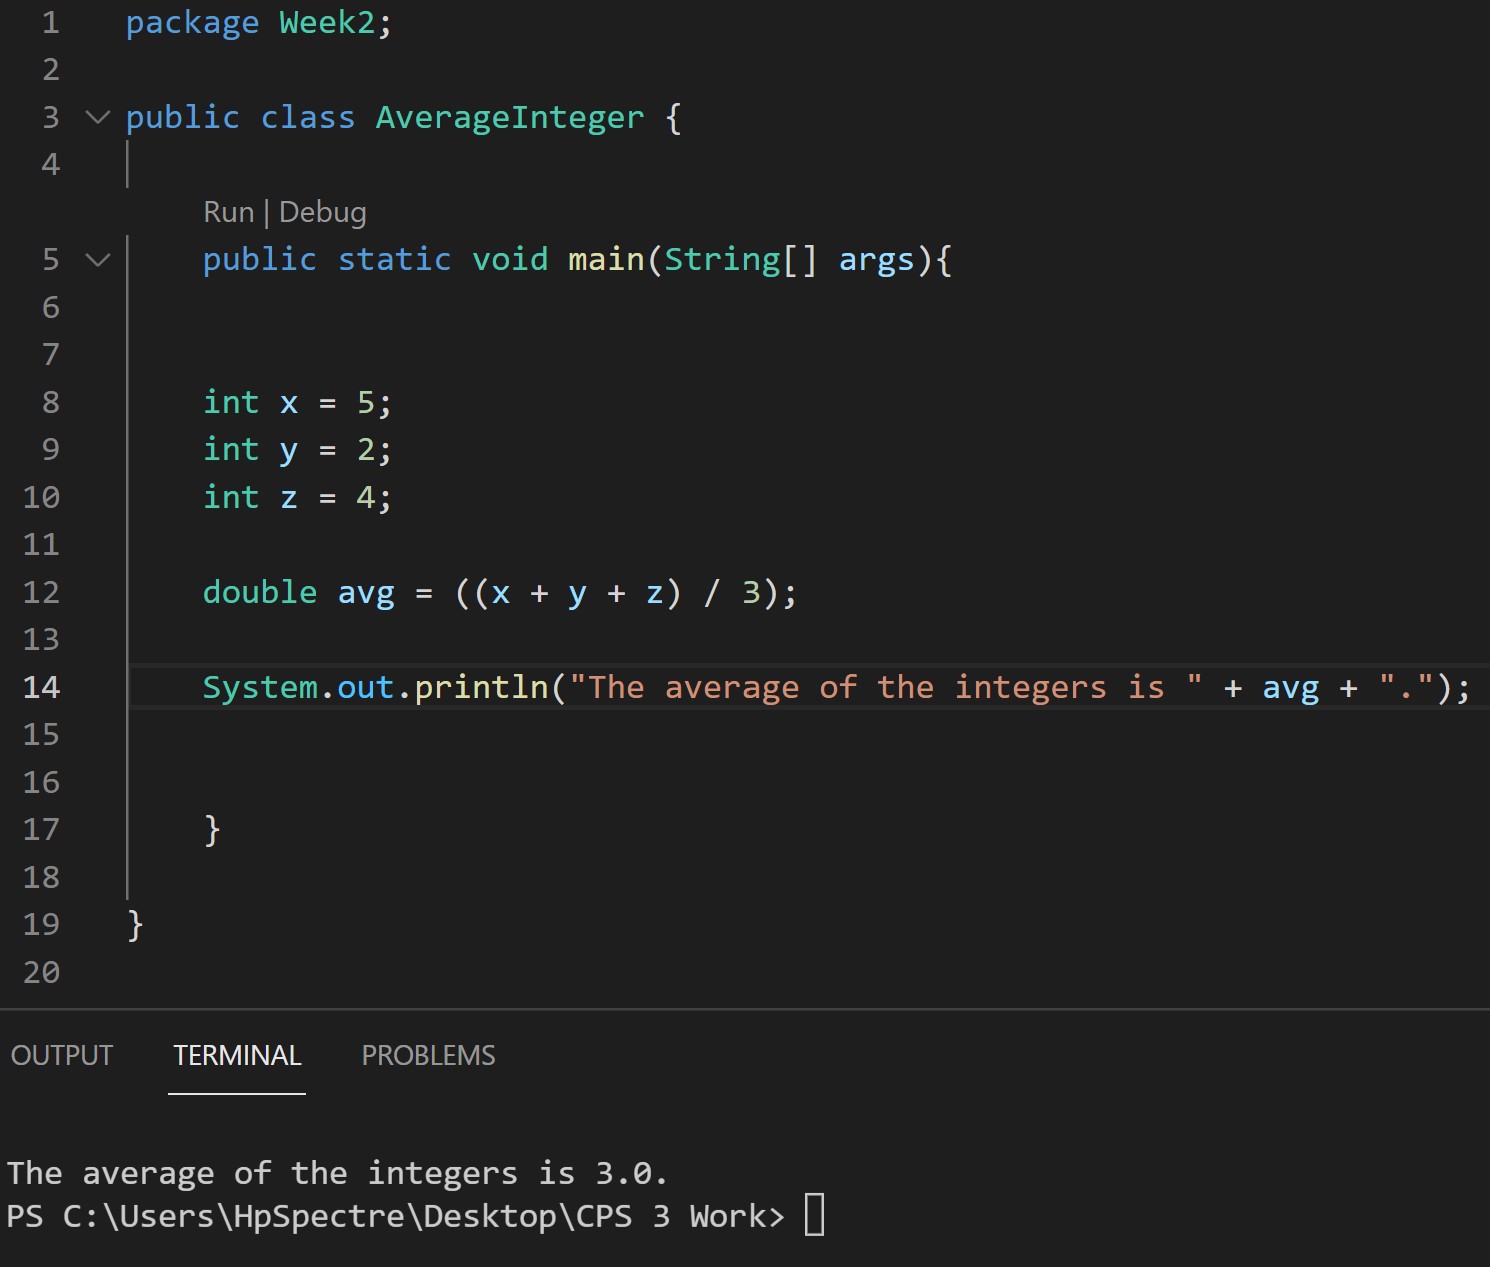 1 package Week2;
2
3 public class AverageInteger {
4
Run | Debug
5 public static void main(String[] args){
6
7
8 int x = 5;
9 int y = 2;
10 int z = 4;
11
12 double avg = ((x + y + z) / 3);
13
14 System.out.println("The average of the integers is " + avg + ".");
15
16
17 }
18
19 }
20
OUTPUT TERMINAL PROBLEMS
The average of the integers is 3.0.
PS C:\Users\HpSpectre\Desktop\CPS 3 Work>